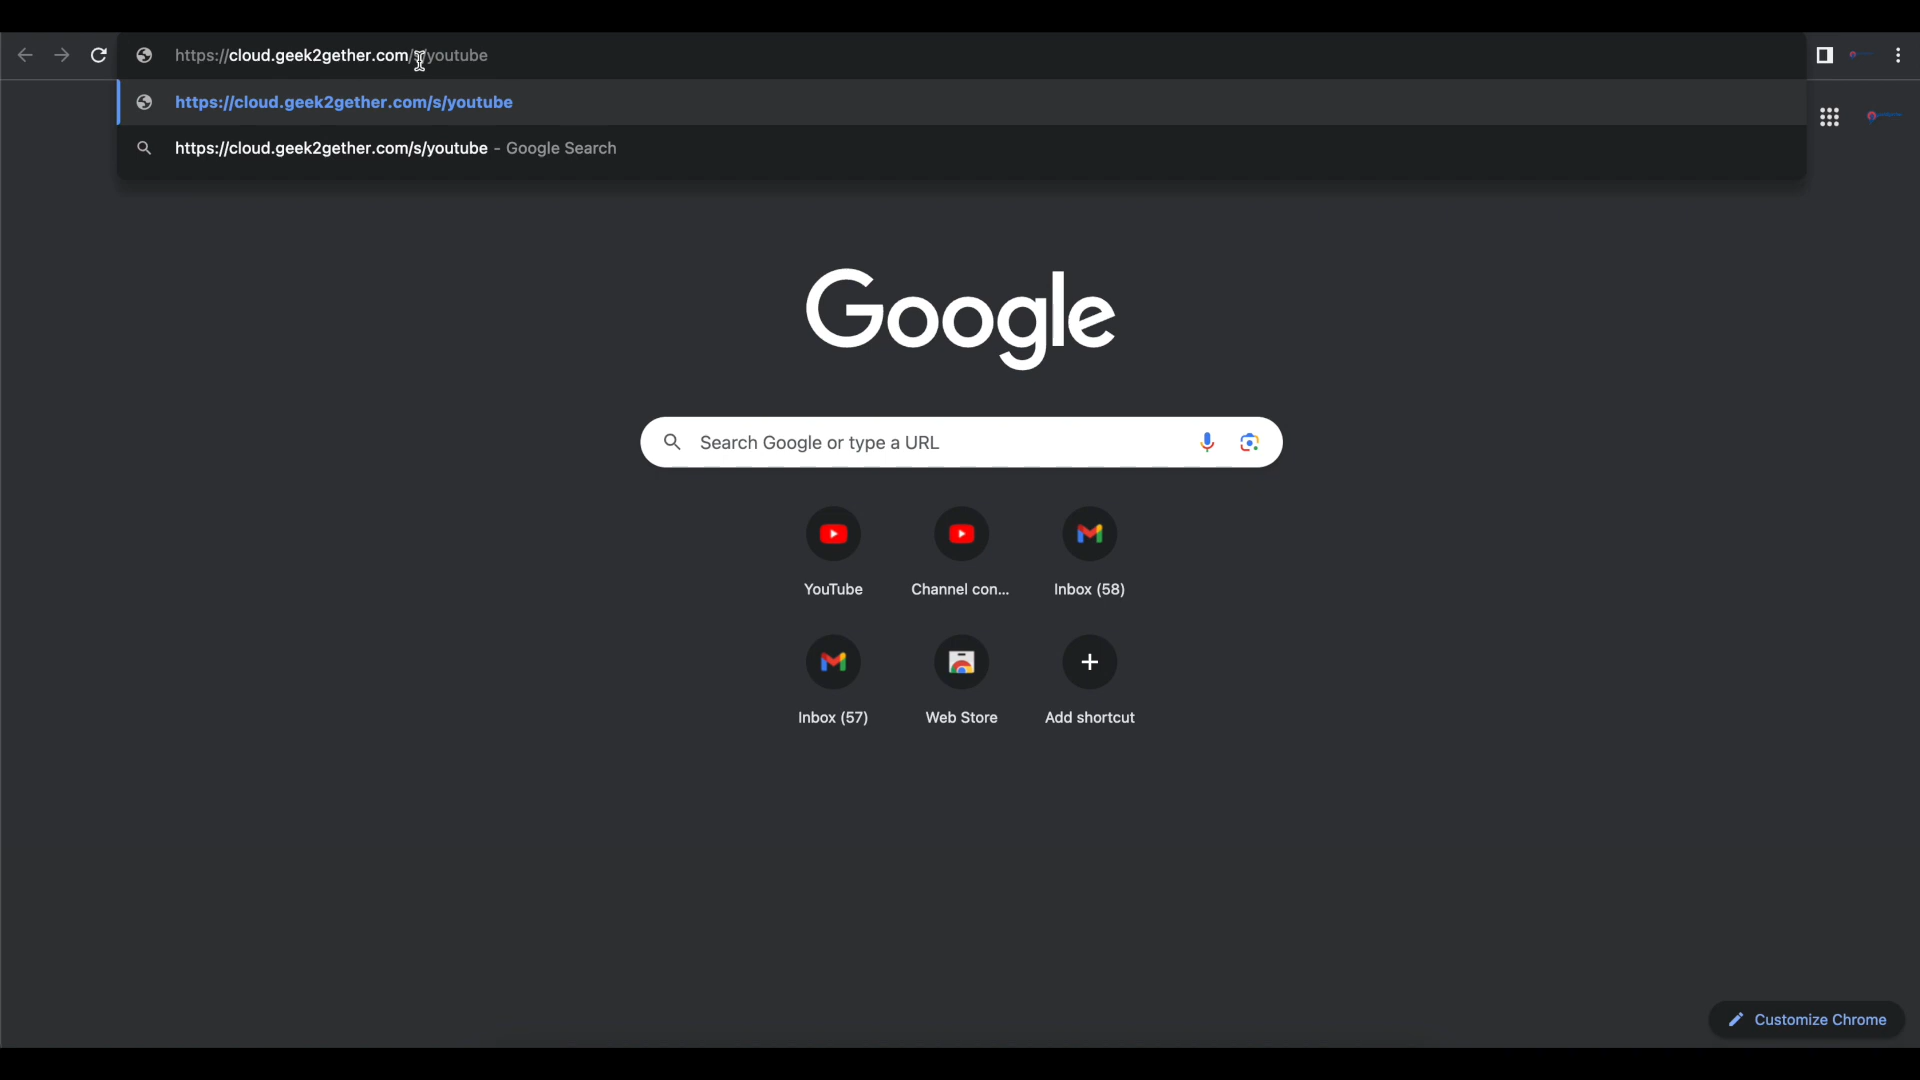 https://cloud.geek2gether.com/s/youtube
https://cloud.geek2gether.com/s/youtube
https://cloud.geek2gether.com/s/youtube - Google Search
Google
Search Google or type a URL
YouTube
Channel con...
Inbox (58)
Inbox (57)
Web Store
Add shortcut
Customize Chrome